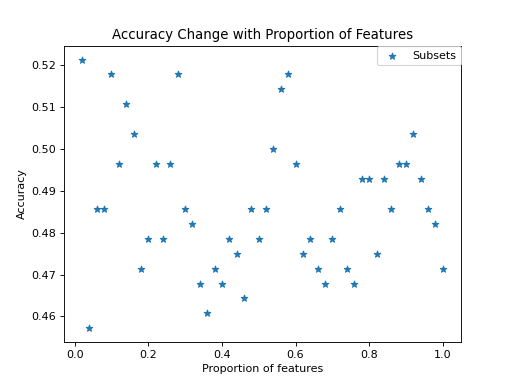 Accuracy Change with Proportion of Features
Subsets
0.52
0.51
0.50
0.49
0.48
0.47
0.46
Accuracy
0.0 0.2 0.4 0.6 0.8 1.0
Proportion of features